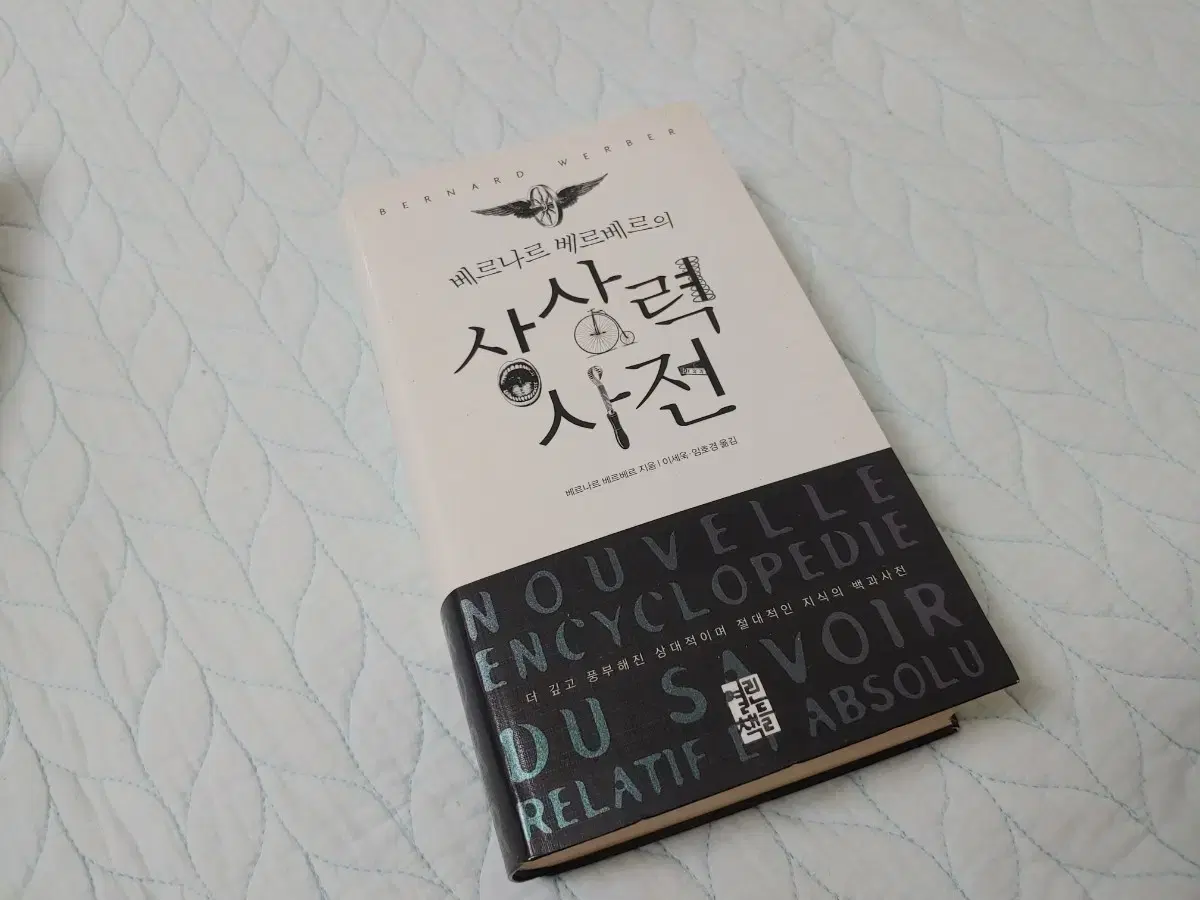 BERNARD WERBER
베르나르 베르베르의
상상력
사전
베르나르 베르베르 지음 | 이세욱·임호경 옮김
NOUVELLE
ENCYCLOPEDIE
더 깊고 풍부해진 상대적이며 절대적인 지식의 백과사전
DU SAVOIR
열린
책들
RELATIF ET ABSOLU